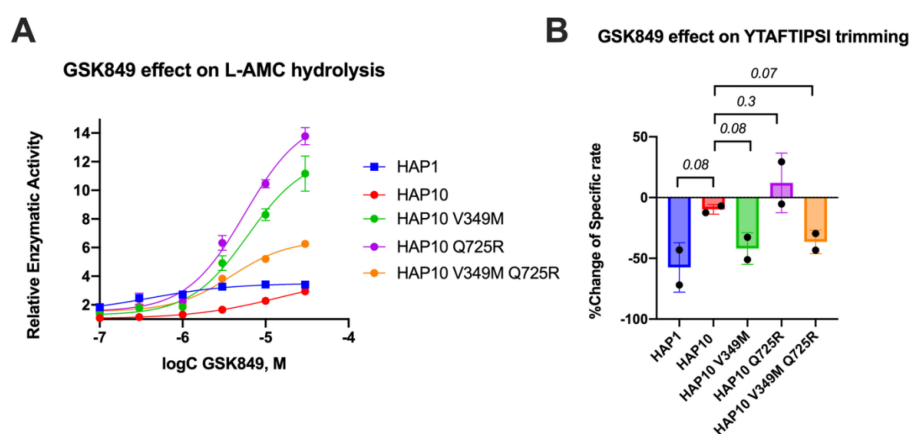 A
GSK849 effect on L-AMC hydrolysis
Relative Enzymatic Activity
14
12
10
8
6
4
2
-7
-6
-5
-4
logC GSK849, M
HAP1
HAP10
HAP10 V349M
HAP10 Q725R
HAP10 V349M Q725R
B
GSK849 effect on YTAFTIPSI trimming
%Change of Specific rate
0.07
0.3
0.08
0.08
50
0
-50
-100
HAP1
HAP10
HAP10 V349M
HAP10 Q725R
HAP10 V349M Q725R